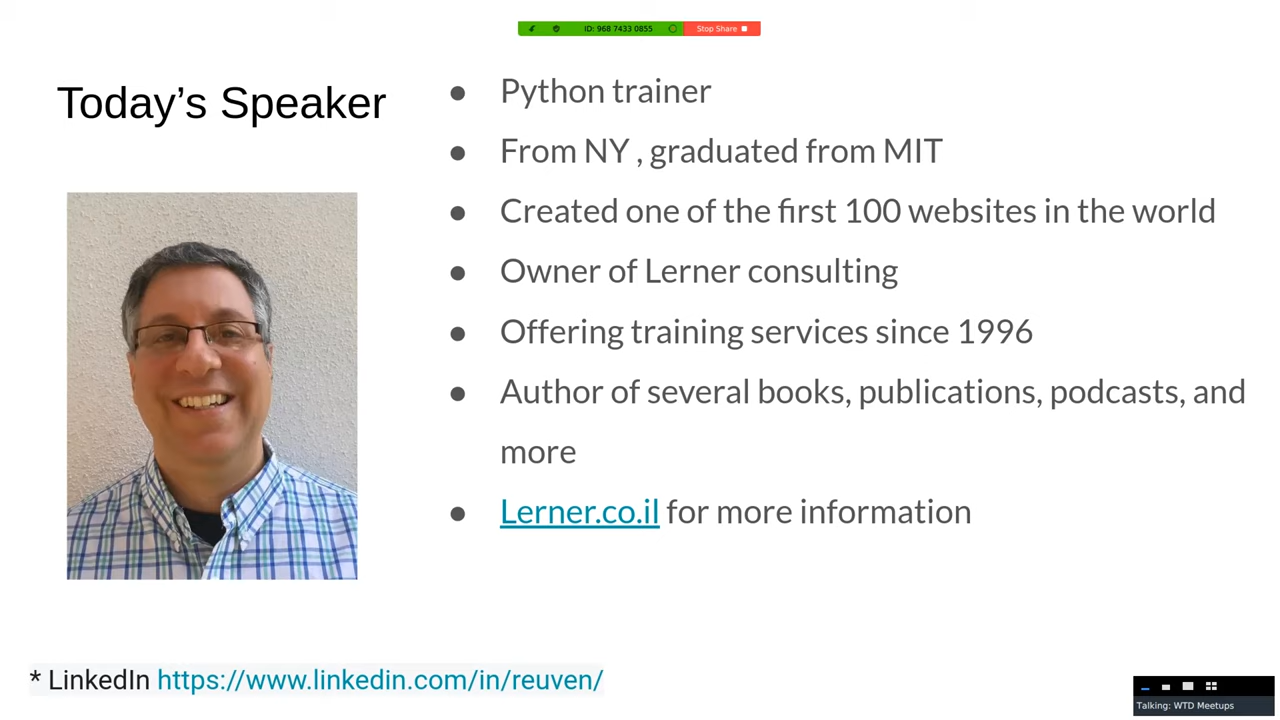 ID: 968 7433 0855 Stop Share
Today's Speaker
● Python trainer
● From NY , graduated from MIT
● Created one of the first 100 websites in the world
● Owner of Lerner consulting
● Offering training services since 1996
● Author of several books, publications, podcasts, and
more
● Lerner.co.il for more information
* LinkedIn https://www.linkedin.com/in/reuven/
Talking: WTD Meetups